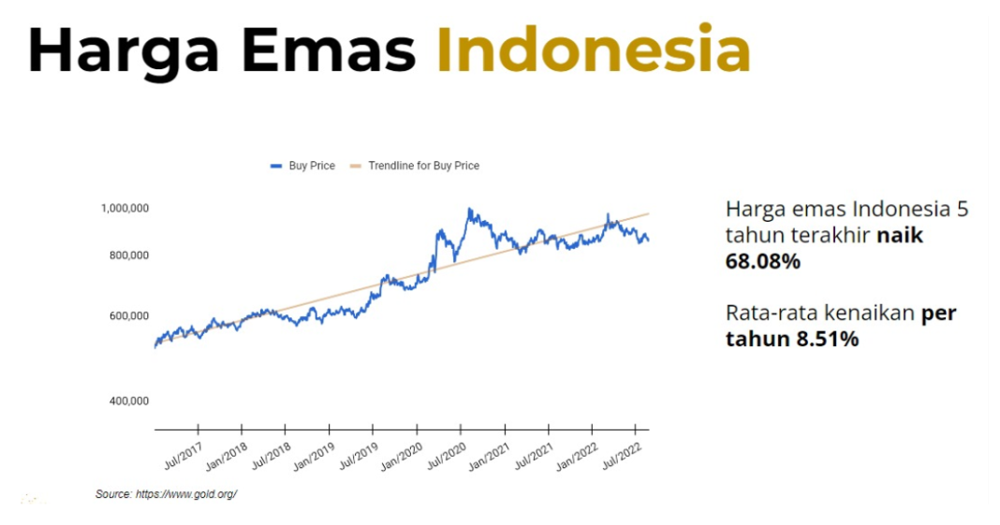 Harga Emas Indonesia
Buy Price
Trendline for Buy Price
1,000,000
800,000
600,000
400,000
Jul/2017
Jan/2018
Jul/2018
Jan/2019
Jul/2019
Jan/2020
Jul/2020
Jan/2021
Jul/2021
Jan/2022
Jul/2022
Harga emas Indonesia 5
tahun terakhir naik
68.08%
Rata-rata kenaikan per
tahun 8.51%
Source: https://www.gold.org/